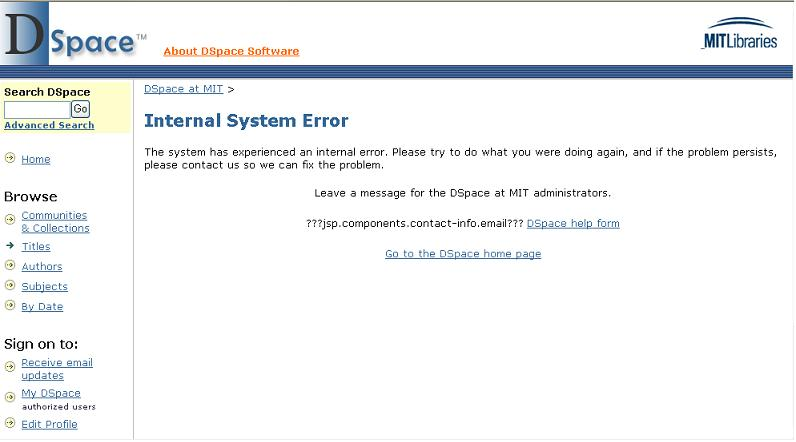 DSpace™
About DSpace Software
MITLibraries
Search DSpace
Go
Advanced Search
Home
Browse
Communities
& Collections
Titles
Authors
Subjects
By Date
Sign on to:
Receive email
updates
My DSpace
authorized users
Edit Profile
DSpace at MIT >
Internal System Error
The system has experienced an internal error. Please try to do what you were doing again, and if the problem persists,
please contact us so we can fix the problem.
Leave a message for the DSpace at MIT administrators.
???jsp.components.contact-info.email??? DSpace help form
Go to the DSpace home page